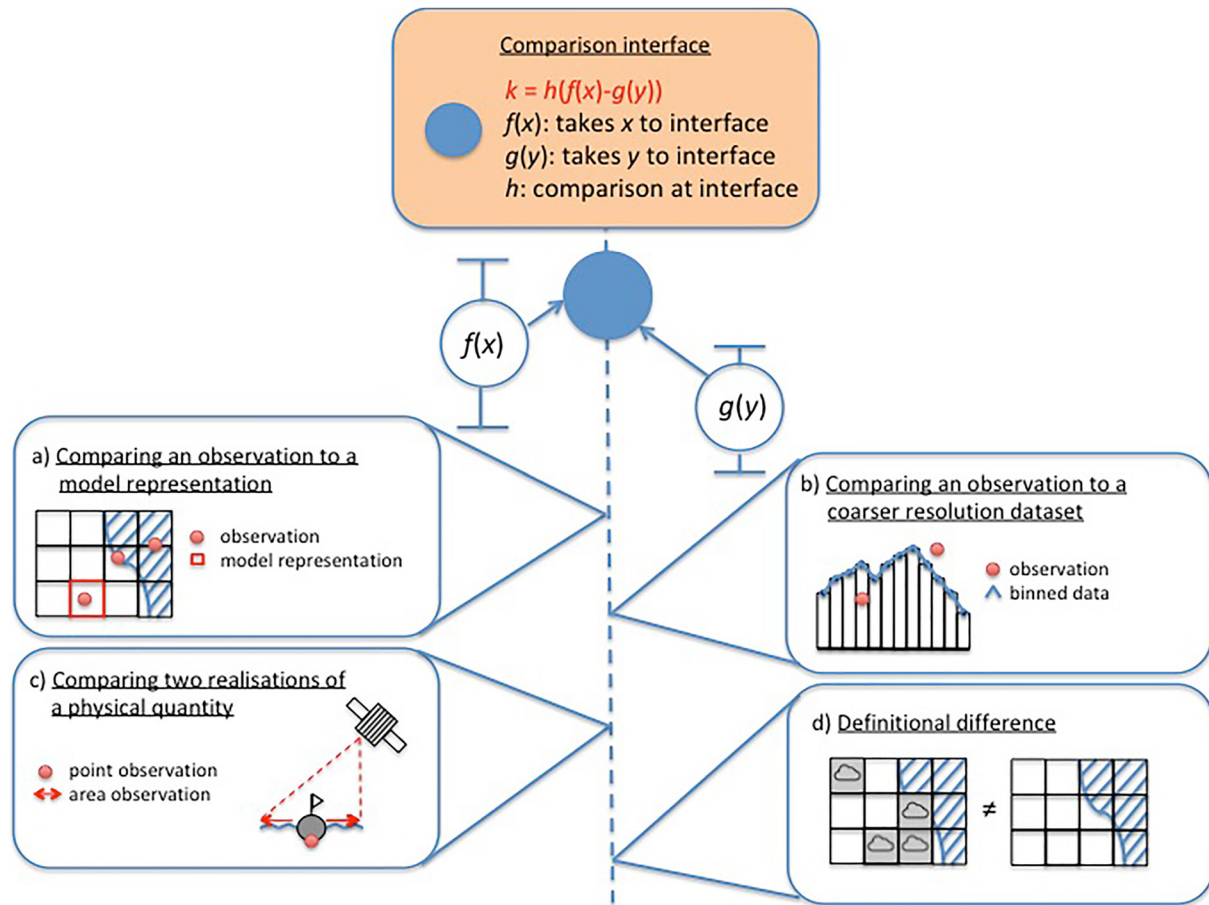 Comparison interface
k = h(f(x)-g(y))
f(x): takes x to interface
g(y): takes y to interface
h: comparison at interface
f(x)
g(y)
a) Comparing an observation to a
model representation
observation
model representation
b) Comparing an observation to a
coarser resolution dataset
observation
binned data
c) Comparing two realisations of
a physical quantity
point observation
area observation
d) Definitional difference
≠